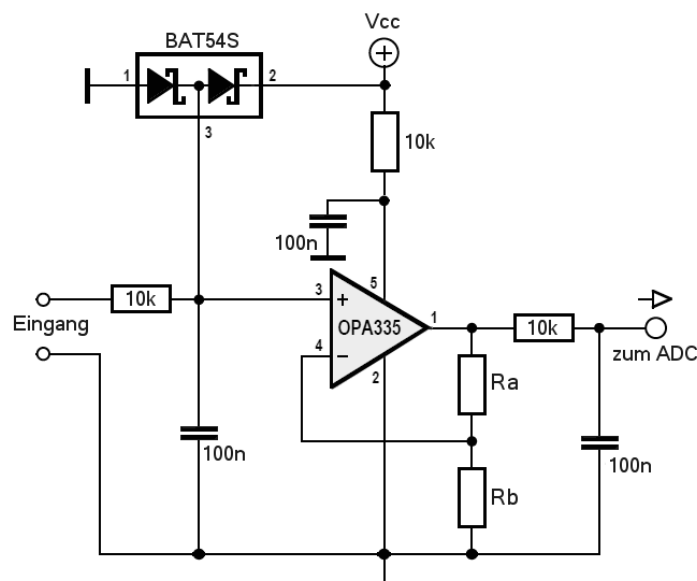 Vcc
BAT54S
1
2
3
10k
100n
5
10k
3
+
OPA335
1
10k
Eingang
4
−
2
zum ADC
Ra
100n
100n
Rb